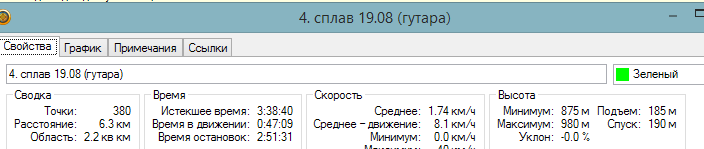 4. сплав 19.08 (гутара)
Свойства График Примечания Ссылки
4. сплав 19.08 (гутара) Зеленый
Сводка Время Скорость Высота
Точки: 380 Истекшее время: 3:38:40 Среднее: 1.74 км/ч Минимум: 875 м Подъем: 185 м
Расстояние: 6.3 км Время в движении: 0:47:09 Среднее - движение: 8.1 км/ч Максимум: 980 м Спуск: 190 м
Область: 2.2 кв км Время остановок: 2:51:31 Минимум: 0.0 км/ч Уклон: -0.0 %